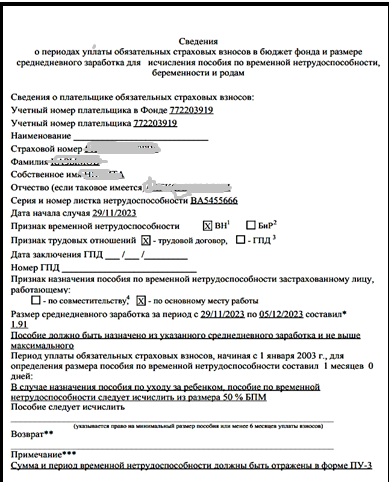 Сведения
о периодах уплаты обязательных страховых взносов в бюджет фонда и размере
среднедневного заработка для исчисления пособия по временной нетрудоспособности,
беременности и родам
Сведения о плательщике обязательных страховых взносов:
Учетный номер плательщика в Фонде 772203919
Учетный номер плательщика 772203919
Наименование
Страховой номер
Фамилия
Собственное имя
Отчество (если таковое имеется)
Серия и номер листка нетрудоспособности ВА5455666
Дата начала случая 29/11/2023
Признак временной нетрудоспособности X ВН1 БиР2
Признак трудовых отношений X - трудовой договор, - ГПД 3
Дата заключения ГПД ___ /___ /
Номер ГПД
Признак назначения пособия по временной нетрудоспособности застрахованному лицу,
работающему:
- по совместительству,4 X - по основному месту работы
Размер среднедневного заработка за период с 29/11/2023 по 05/12/2023 составил*
1.91
Пособие должно быть назначено из указанного среднедневного заработка и не выше
максимального
Период уплаты обязательных страховых взносов, начиная с 1 января 2003 г., для
определения размера пособия по временной нетрудоспособности составил 1 месяцев 0
дней:
В случае назначения пособия по уходу за ребенком, пособие по временной
нетрудоспособности следует исчислить из размера 50 % БПМ
Пособие следует исчислить
(указывается право на минимальный размер пособия или менее 6 месяцев уплаты взносов)
Возврат**
Примечание***
Сумма и период временной нетрудоспособности должны быть отражены в форме ПУ-3